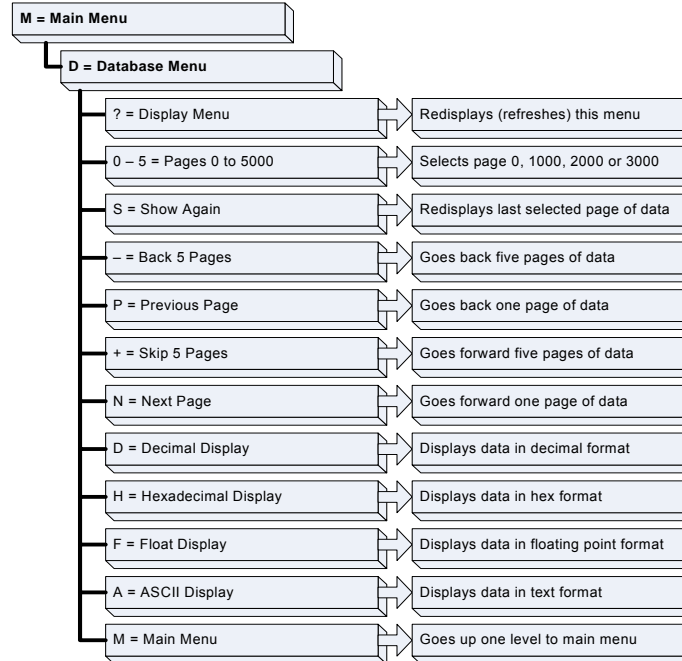 M = Main Menu
D = Database Menu
? = Display Menu
Redisplays (refreshes) this menu
0 – 5 = Pages 0 to 5000
Selects page 0, 1000, 2000 or 3000
S = Show Again
Redisplays last selected page of data
– = Back 5 Pages
Goes back five pages of data
P = Previous Page
Goes back one page of data
+ = Skip 5 Pages
Goes forward five pages of data
N = Next Page
Goes forward one page of data
D = Decimal Display
Displays data in decimal format
H = Hexadecimal Display
Displays data in hex format
F = Float Display
Displays data in floating point format
A = ASCII Display
Displays data in text format
M = Main Menu
Goes up one level to main menu